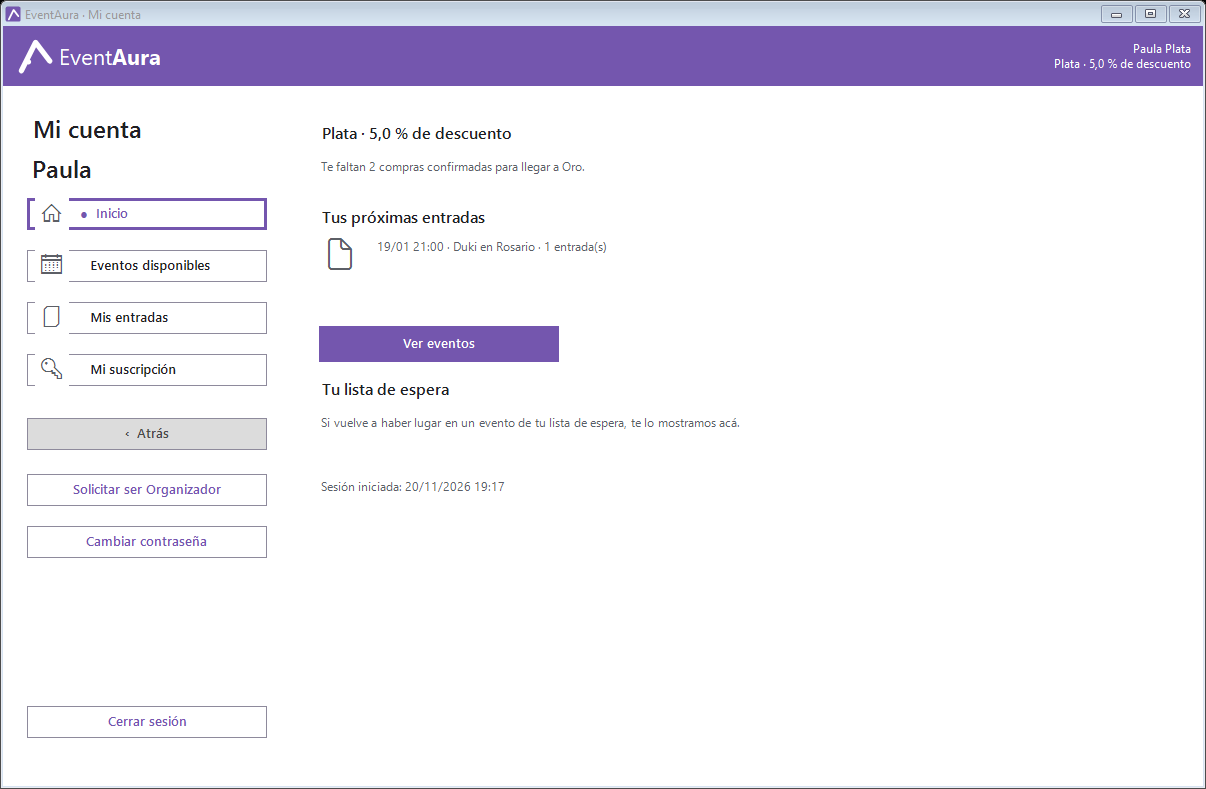 EventAura - Mi cuenta
EventAura
Paula Plata
Plata · 5,0 % de descuento
Mi cuenta
Paula
• Inicio
Eventos disponibles
Mis entradas
Mi suscripción
‹ Atrás
Solicitar ser Organizador
Cambiar contraseña
Cerrar sesión
Plata · 5,0 % de descuento
Te faltan 2 compras confirmadas para llegar a Oro.
Tus próximas entradas
19/01 21:00 · Duki en Rosario · 1 entrada(s)
Ver eventos
Tu lista de espera
Si vuelve a haber lugar en un evento de tu lista de espera, te lo mostramos acá.
Sesión iniciada: 20/11/2026 19:17